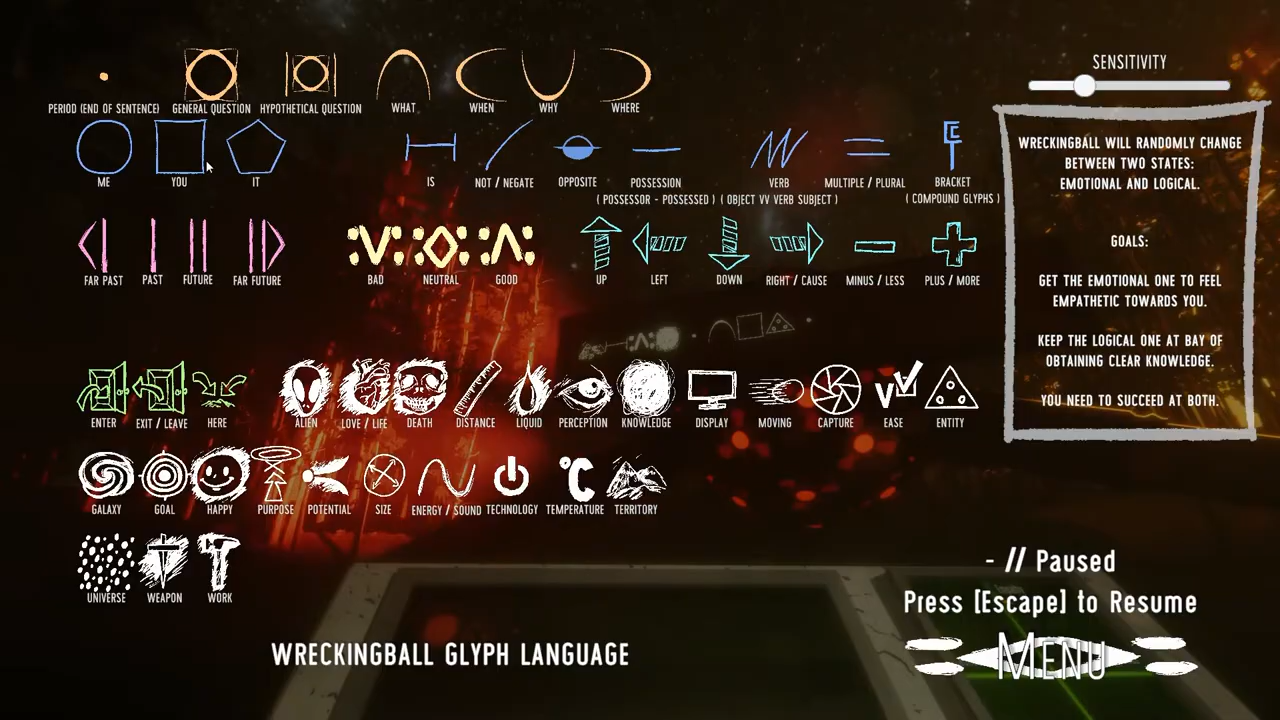 SENSITIVITY
PERIOD (END OF SENTENCE) GENERAL QUESTION HYPOTHETICAL QUESTION WHAT WHEN WHY WHERE
ME YOU IT IS NOT / NEGATE OPPOSITE POSSESSION VERB MULTIPLE / PLURAL BRACKET
( POSSESSOR - POSSESSED ) ( OBJECT VV VERB SUBJECT ) ( COMPOUND GLYPHS )
FAR PAST PAST FUTURE FAR FUTURE BAD NEUTRAL GOOD UP LEFT DOWN RIGHT / CAUSE MINUS / LESS PLUS / MORE
ENTER EXIT / LEAVE HERE ALIEN LOVE / LIFE DEATH DISTANCE LIQUID PERCEPTION KNOWLEDGE DISPLAY MOVING CAPTURE EASE ENTITY
GALAXY GOAL HAPPY PURPOSE POTENTIAL SIZE ENERGY / SOUND TECHNOLOGY TEMPERATURE TERRITORY
UNIVERSE WEAPON WORK
WRECKINGBALL GLYPH LANGUAGE
WRECKINGBALL WILL RANDOMLY CHANGE
BETWEEN TWO STATES:
EMOTIONAL AND LOGICAL.
GOALS:
GET THE EMOTIONAL ONE TO FEEL
EMPATHETIC TOWARDS YOU.
KEEP THE LOGICAL ONE AT BAY OF
OBTAINING CLEAR KNOWLEDGE.
YOU NEED TO SUCCEED AT BOTH.
- // Paused
Press [Escape] to Resume
MENU